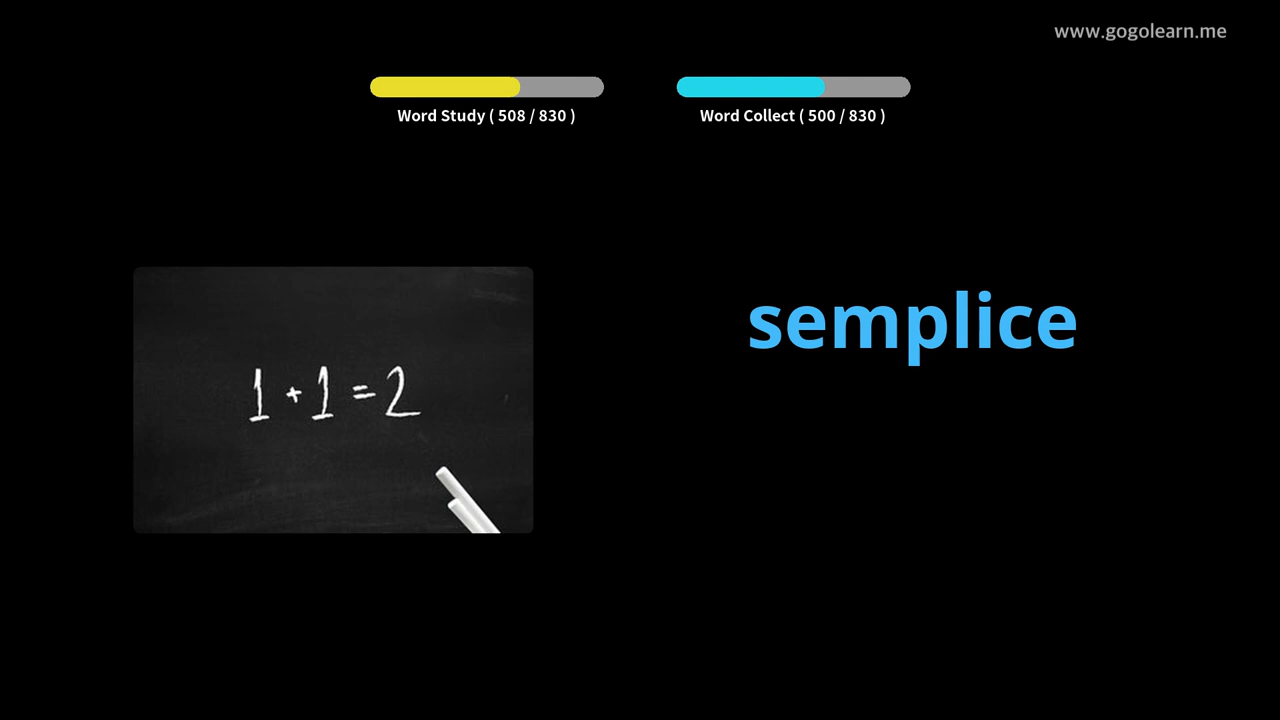 www.gogolearn.me
Word Study ( 508 / 830 )
Word Collect ( 500 / 830 )
semplice
1 + 1 = 2